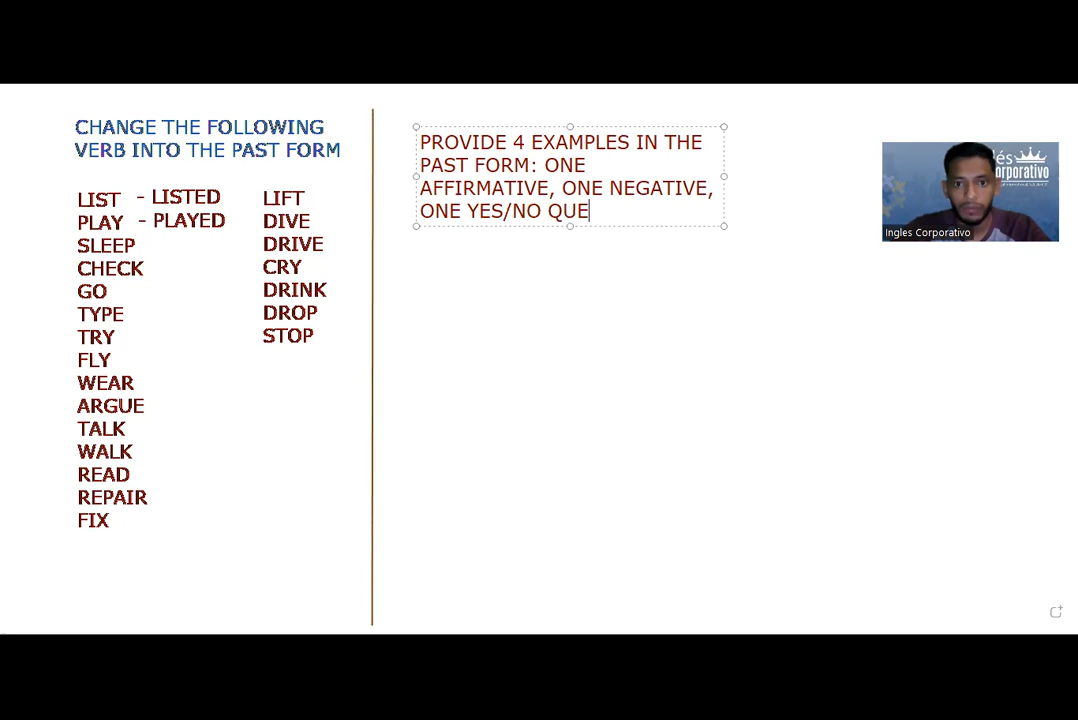 CHANGE THE FOLLOWING
VERB INTO THE PAST FORM
LIST - LISTED
PLAY - PLAYED
SLEEP
CHECK
GO
TYPE
TRY
FLY
WEAR
ARGUE
TALK
WALK
READ
REPAIR
FIX
LIFT
DIVE
DRIVE
CRY
DRINK
DROP
STOP
PROVIDE 4 EXAMPLES IN THE
PAST FORM: ONE
AFFIRMATIVE, ONE NEGATIVE,
ONE YES/NO QUE
és
corporativo
Ingles Corporativo